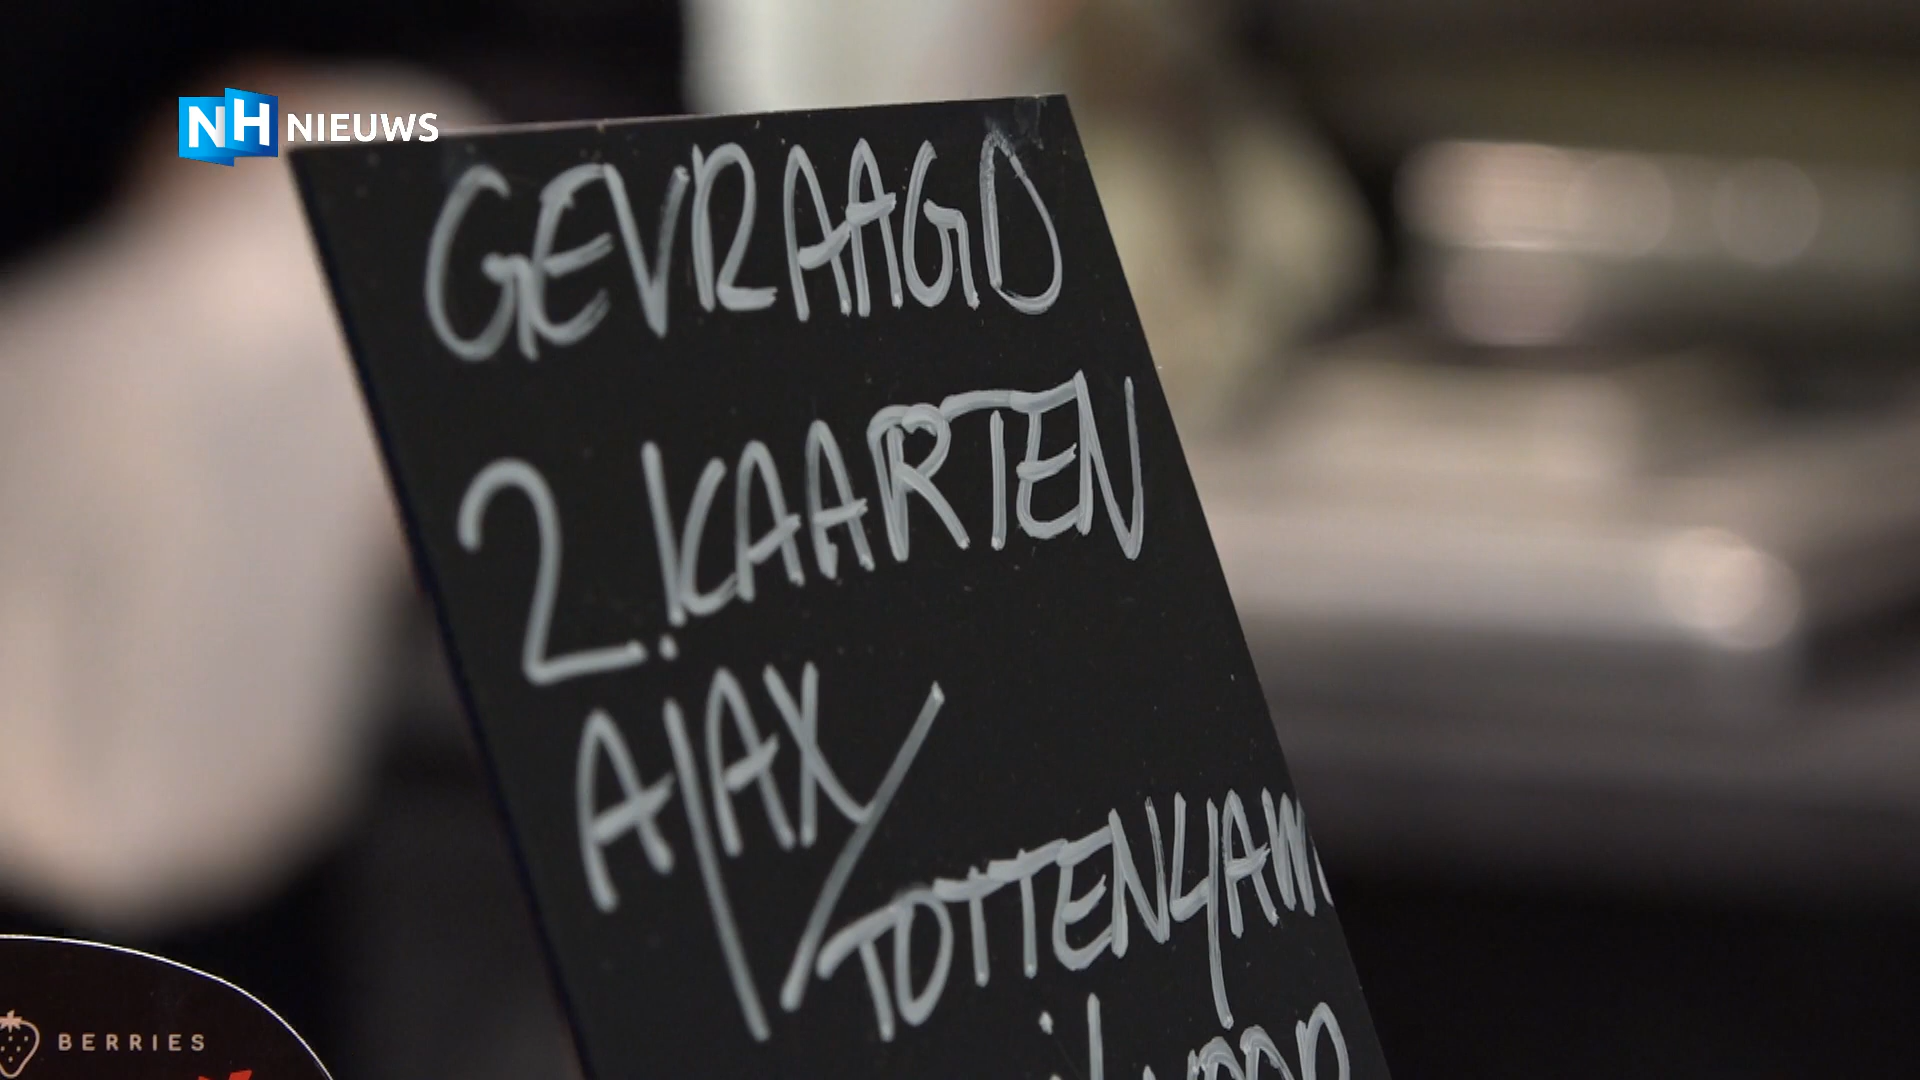 NH NIEUWS
GEVRAAGD
2. KAARTEN
AJAX/
TOTTENHAM
BERRIES